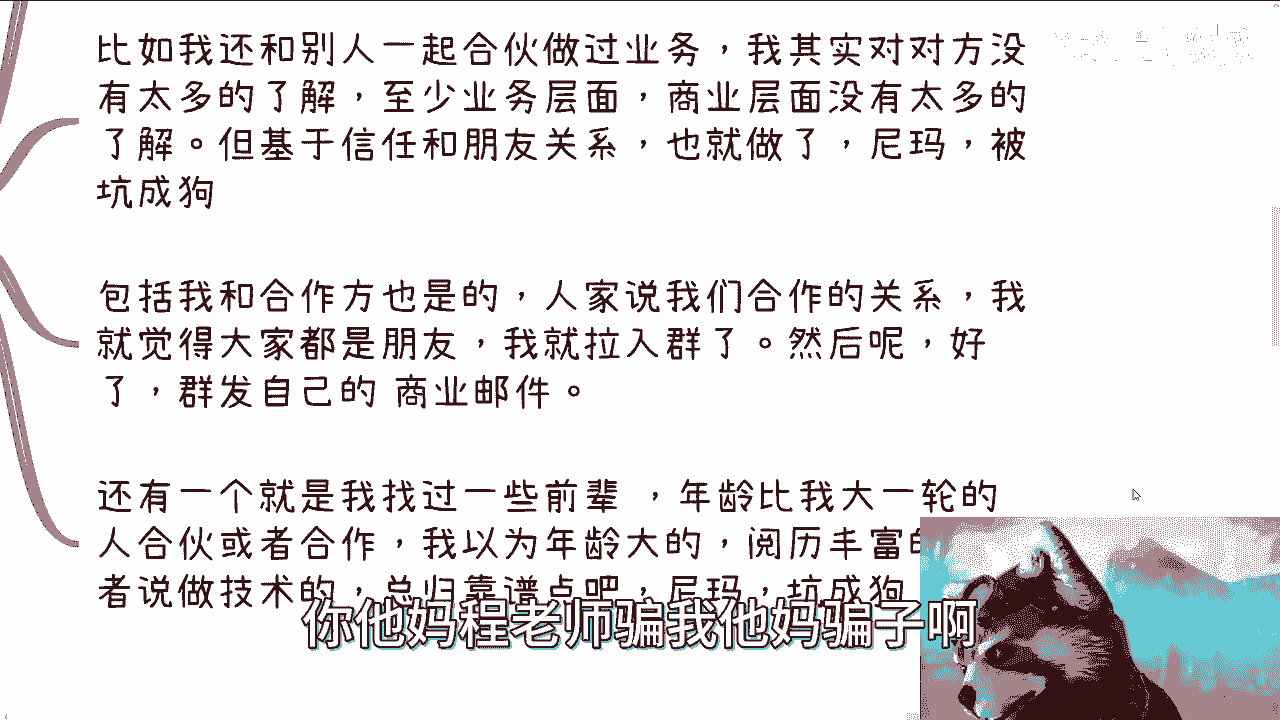 比如我还和别人一起合伙做过业务，我其实对对方没
有太多的了解，至少业务层面，商业层面没有太多的
了解。但基于信任和朋友关系，也就做了，尼玛，被
坑成狗
包括我和合作方也是的，人家说我们合作的关系，我
就觉得大家都是朋友，我就拉入群了。然后呢，好
了，群发自己的 商业邮件。
还有一个就是我找过一些前辈 ，年龄比我大一轮的
人合伙或者合作，我以为年龄大的，阅历丰富的
者说做技术的，总归靠谱点吧，尼玛，坑成狗
你他妈程老师骗我他妈骗子啊